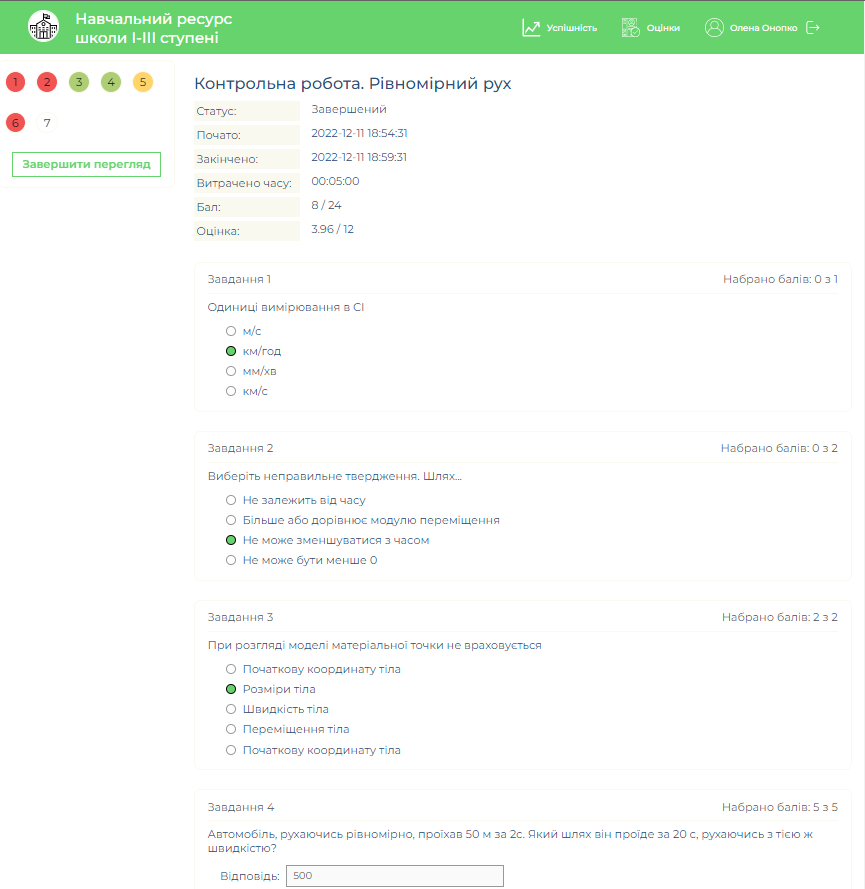 Навчальний ресурс
школи І-ІІІ ступені
Успішність
Оцінки
Олена Онопко
1 2 3 4 5
6 7
Завершити перегляд
Контрольна робота. Рівномірний рух
Статус: Завершений
Почато: 2022-12-11 18:54:31
Закінчено: 2022-12-11 18:59:31
Витрачено часу: 00:05:00
Бал: 8 / 24
Оцінка: 3.96 / 12
Завдання 1 Набрано балів: 0 з 1
Одиниці вимірювання в СІ
м/с
км/год
мм/хв
км/с
Завдання 2 Набрано балів: 0 з 2
Виберіть неправильне твердження. Шлях...
Не залежить від часу
Більше або дорівнює модулю переміщення
Не може зменшуватися з часом
Не може бути менше 0
Завдання 3 Набрано балів: 2 з 2
При розгляді моделі матеріальної точки не враховується
Початкову координату тіла
Розміри тіла
Швидкість тіла
Переміщення тіла
Початкову координату тіла
Завдання 4 Набрано балів: 5 з 5
Автомобіль, рухаючись рівномірно, проїхав 50 м за 2с. Який шлях він проїде за 20 с, рухаючись з тією ж
швидкістю?
Відповідь: 500